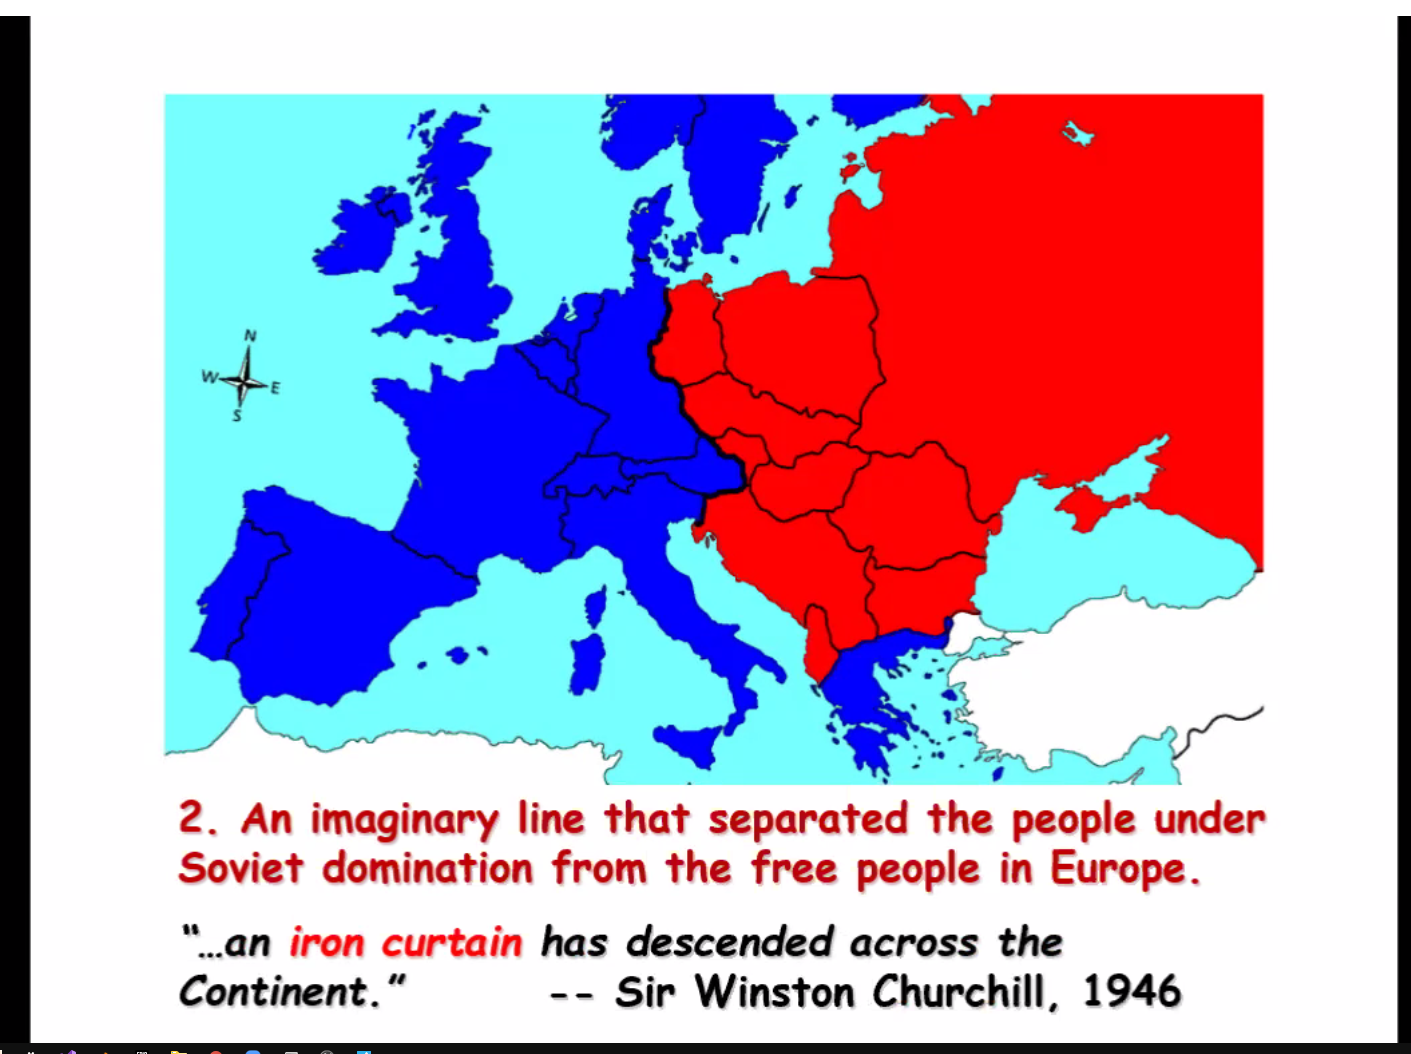 N
W E
S
2. An imaginary line that separated the people under
Soviet domination from the free people in Europe.
“…an iron curtain has descended across the
Continent.” -- Sir Winston Churchill, 1946